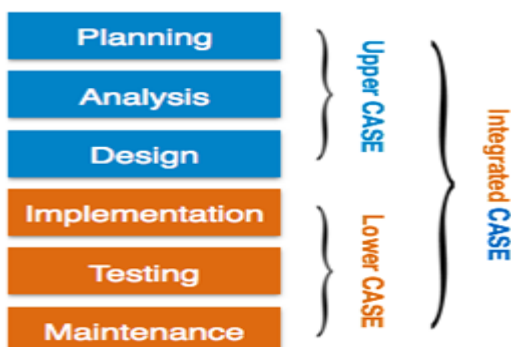 Planning
Analysis
Design
Implementation
Testing
Maintenance
Upper CASE
Lower CASE
Integrated CASE